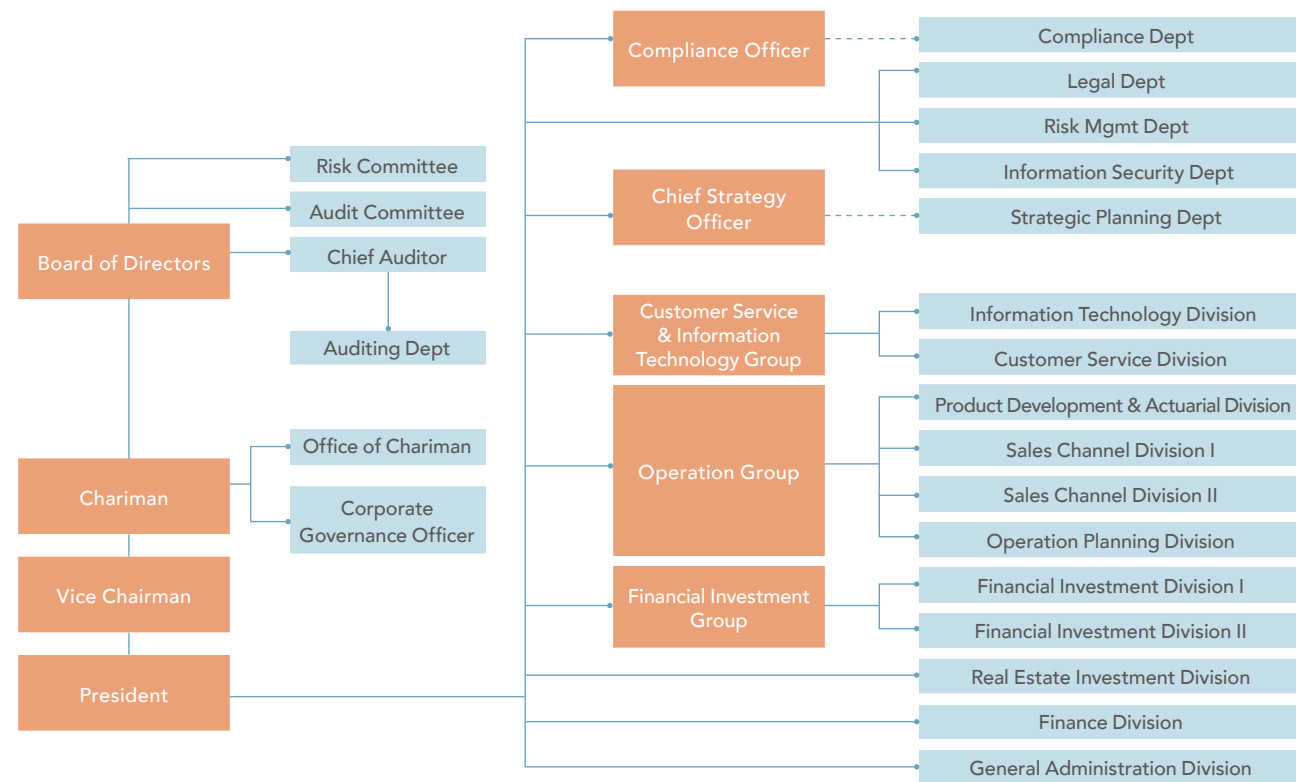 Board of Directors
Risk Committee
Audit Committee
Chief Auditor
Auditing Dept
Chariman
Office of Chariman
Corporate
Governance Officer
Vice Chairman
President
Compliance Officer
Compliance Dept
Legal Dept
Risk Mgmt Dept
Information Security Dept
Chief Strategy
Officer
Strategic Planning Dept
Customer Service
& Information
Technology Group
Information Technology Division
Customer Service Division
Operation Group
Product Development & Actuarial Division
Sales Channel Division I
Sales Channel Division II
Operation Planning Division
Financial Investment
Group
Financial Investment Division I
Financial Investment Division II
Real Estate Investment Division
Finance Division
General Administration Division